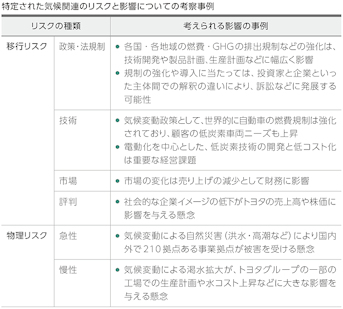 特定された気候関連のリスクと影響についての考察事例
リスクの種類 考えられる影響の事例
移行リスク 政策・法規制 ● 各国・各地域の燃費・GHGの排出規制などの強化は、
技術開発や製品計画、生産計画などに幅広く影響
● 規制の強化や導入に当たっては、投資家と企業といっ
た主体間での解釈の違いにより、訴訟などに発展する
可能性
技術 ● 気候変動政策として、世界的に自動車の燃費規制は強化
されており、顧客の低炭素車両ニーズも上昇
● 電動化を中心とした、低炭素技術の開発と低コスト化
は重要な経営課題
市場 ● 市場の変化は売り上げの減少として財務に影響
評判 ● 社会的な企業イメージの低下がトヨタの売上高や株価に
影響を与える懸念
物理リスク 急性 ● 気候変動による自然災害（洪水・高潮など）により国内
外で210拠点ある事業拠点が被害を受ける懸念
慢性 ● 気候変動による渇水拡大が、トヨタグループの一部の
工場での生産計画や水コスト上昇などに大きな影響を
与える懸念